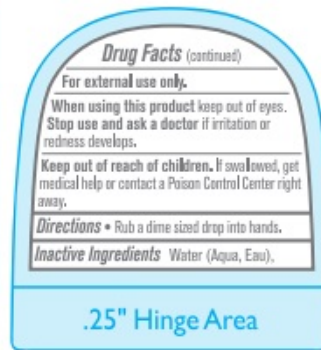 Drug Facts (continued)
For external use only.
When using this product keep out of eyes.
Stop use and ask a doctor if irritation or
redness develops.
Keep out of reach of children. If swallowed, get
medical help or contact a Poison Control Center right
away.
Directions • Rub a dime sized drop into hands.
Inactive Ingredients Water (Aqua, Eau),
.25" Hinge Area